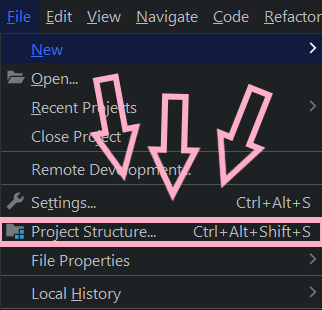 File Edit View Navigate Code Refactor
New
Open...
Recent Projects
Close Project
Remote Development...
Settings... Ctrl+Alt+S
Project Structure... Ctrl+Alt+Shift+S
File Properties
Local History